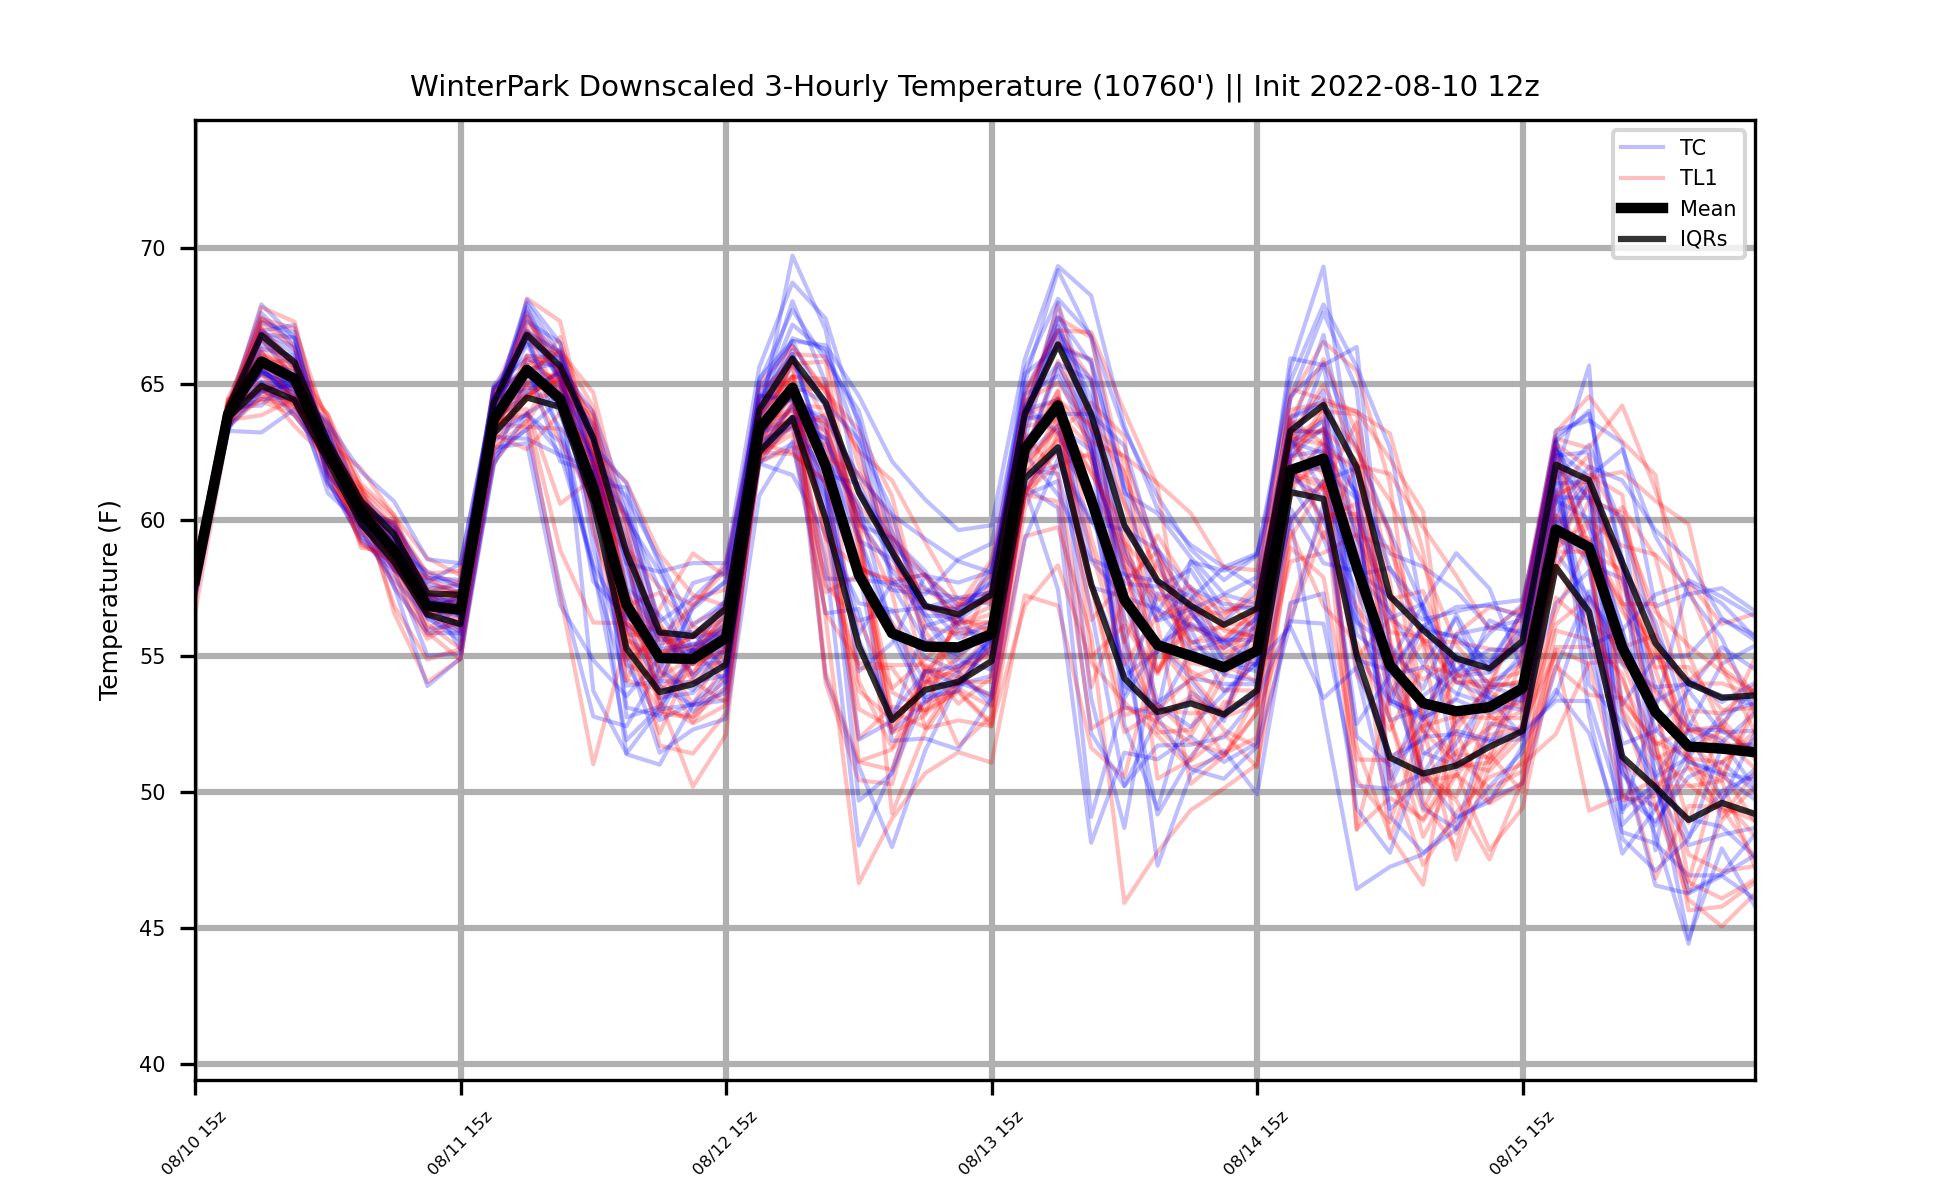 WinterPark Downscaled 3-Hourly Temperature (10760') || Init 2022-08-10 12z
TC
TL1
Mean
IQRs
Temperature (F)
70
65
60
55
50
45
40
08/10 15z
08/11 15z
08/12 15z
08/13 15z
08/14 15z
08/15 15z